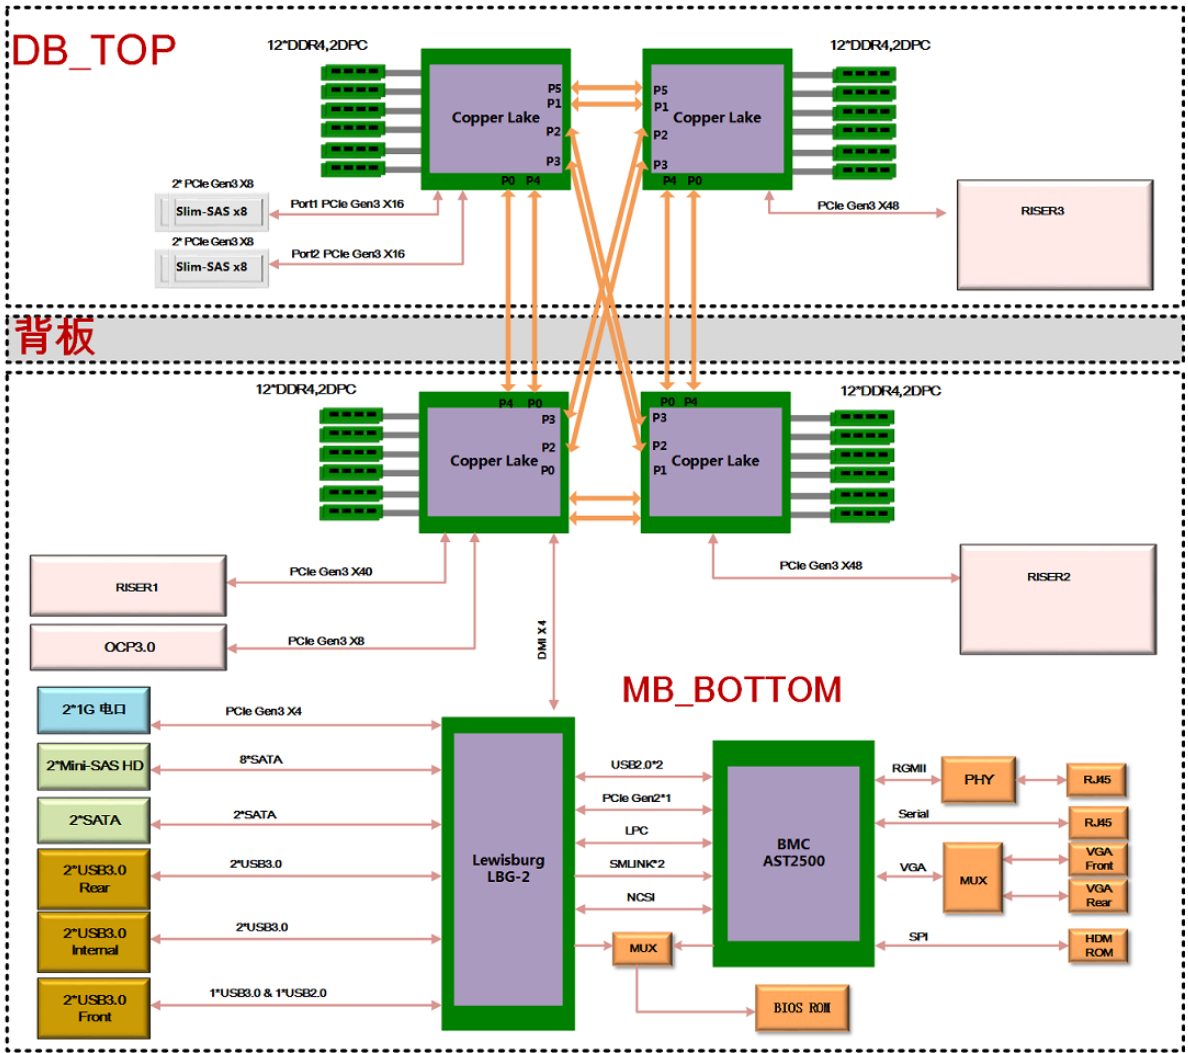 DB_TOP
12*DDR4,2DPC
12*DDR4,2DPC
Copper Lake
P5
P1
P2
P3
P0 P4
P5
P1
Copper Lake
P2
P3
P4 P0
2* PCIe Gen3 X8
Slim-SAS x8
Port1 PCIe Gen3 X16
2* PCIe Gen3 X8
Slim-SAS x8
Port2 PCIe Gen3 X16
PCIe Gen3 X48
RISER3
背板
12*DDR4,2DPC
12*DDR4,2DPC
P4 P0
P3
P2
Copper Lake
P0
P0 P4
P3
P2
Copper Lake
P1
RISER1
PCIe Gen3 X40
OCP3.0
PCIe Gen3 X8
DMI X4
PCIe Gen3 X48
RISER2
MB_BOTTOM
2*1G 电口
PCIe Gen3 X4
2*Mini-SAS HD
8*SATA
2*SATA
2*SATA
2*USB3.0
Rear
2*USB3.0
2*USB3.0
Internal
2*USB3.0
2*USB3.0
Front
1*USB3.0 & 1*USB2.0
Lewisburg
LBG-2
USB2.0*2
PCIe Gen2*1
LPC
SMLINK*2
NCSI
MUX
BIOS ROM
BMC
AST2500
RGMII
PHY
RJ45
Serial
RJ45
VGA
MUX
VGA
Front
VGA
Rear
SPI
HDM
ROM